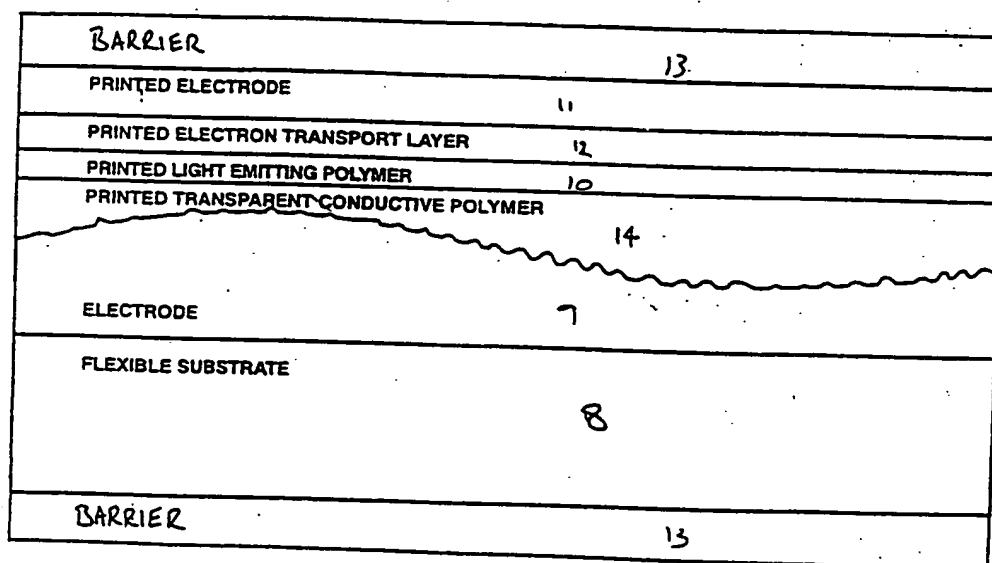 BARRIER 13
PRINTED ELECTRODE 11
PRINTED ELECTRON TRANSPORT LAYER 12
PRINTED LIGHT EMITTING POLYMER 10
PRINTED TRANSPARENT CONDUCTIVE POLYMER
14
ELECTRODE 7
FLEXIBLE SUBSTRATE
8
BARRIER 13